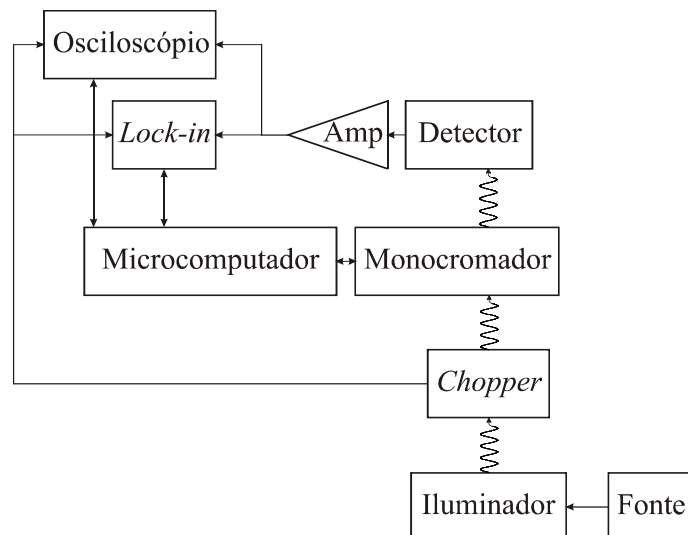 Osciloscópio
Lock-in
Amp
Detector
Microcomputador
Monocromador
Chopper
Iluminador
Fonte